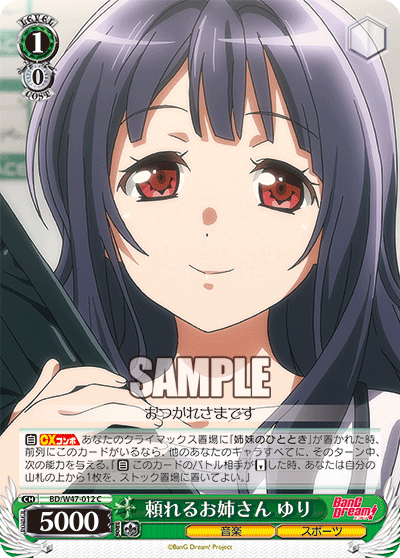 LEVEL
1
0
COST
SAMPLE
おつかれさまです
【自】 CXコンボ あなたのクライマックス置場に「姉妹のひととき」が置かれた時、
前列にこのカードがいるなら、他のあなたのキャラすべてに、そのターン中、
次の能力を与える。『【自】 このカードのバトル相手が【リバース】した時、あなたは自分の
山札の上から1枚を、ストック置場に置いてよい。』
CH BD/W47-012 C
5000
頼れるお姉さん ゆり
BanG Dream!
音楽
スポーツ
©BanG Dream! Project